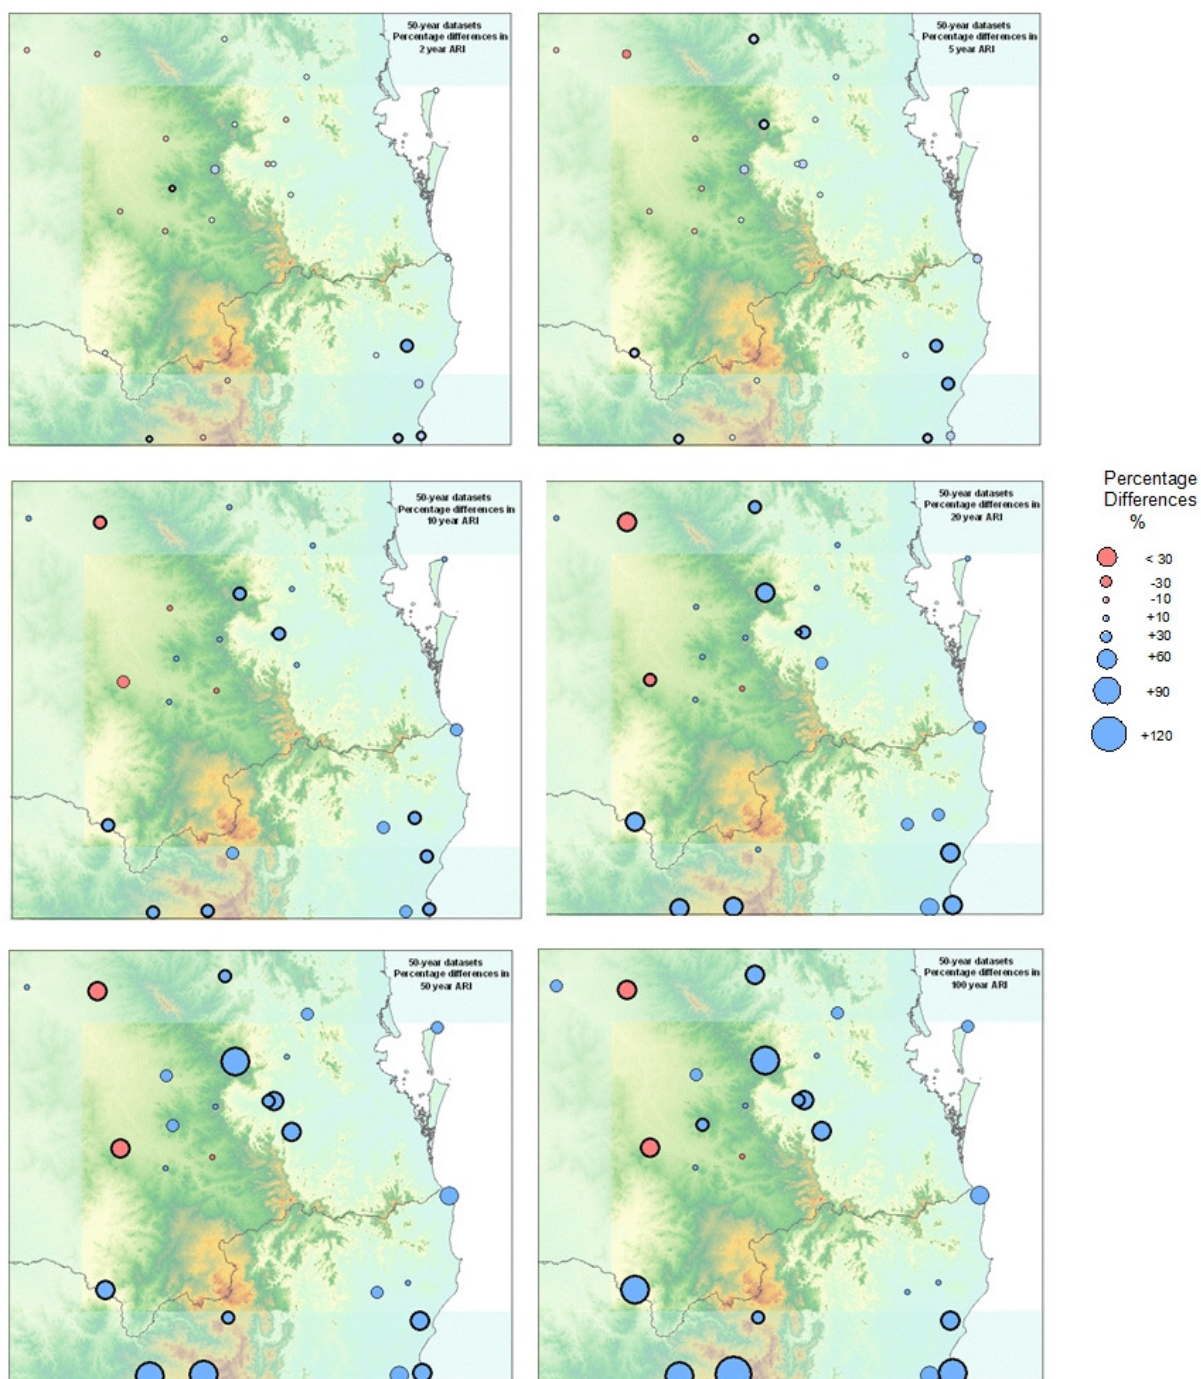 50-year datasets
Percentage differences in
2 year ARI
50-year datasets
Percentage differences in
5 year ARI
50-year datasets
Percentage differences in
10 year ARI
50-year datasets
Percentage differences in
20 year ARI
Percentage
Differences
%
< 30
-30
-10
+10
+30
+60
+90
+120
50-year datasets
Percentage differences in
50 year ARI
50-year datasets
Percentage differences in
100 year ARI